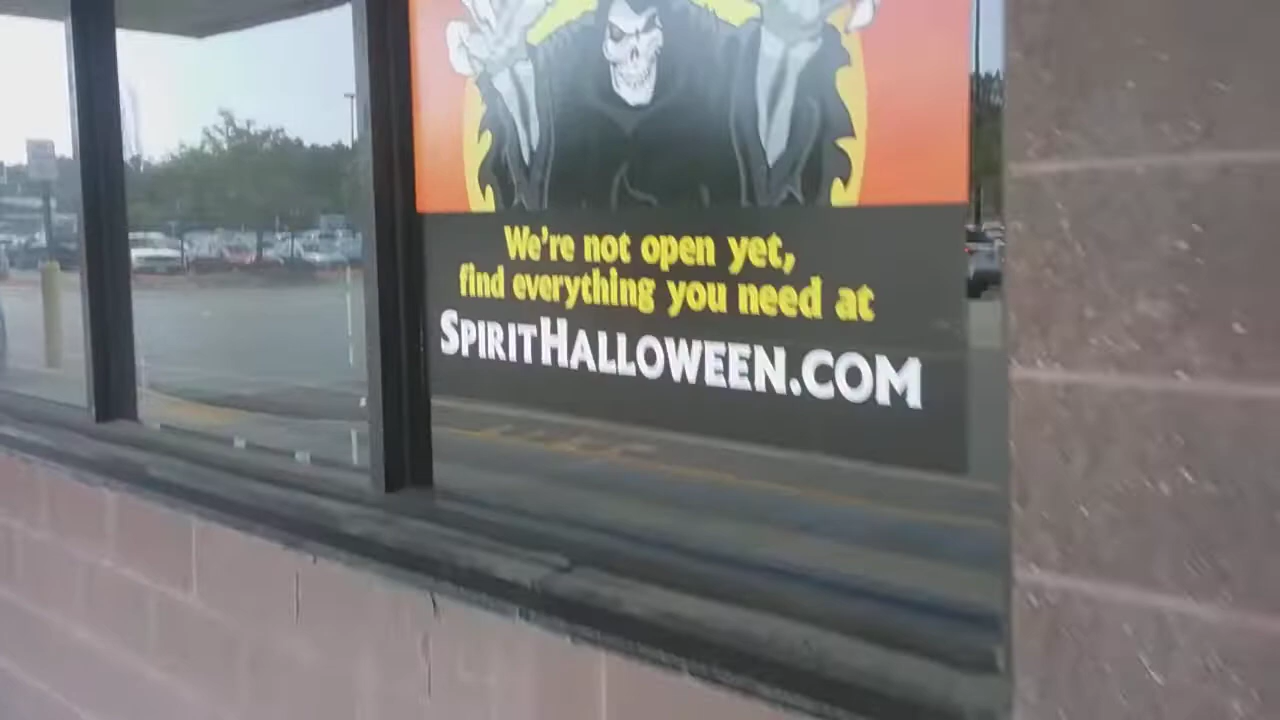 We're not open yet,
find everything you need at
SPIRITHALLOWEEN.COM